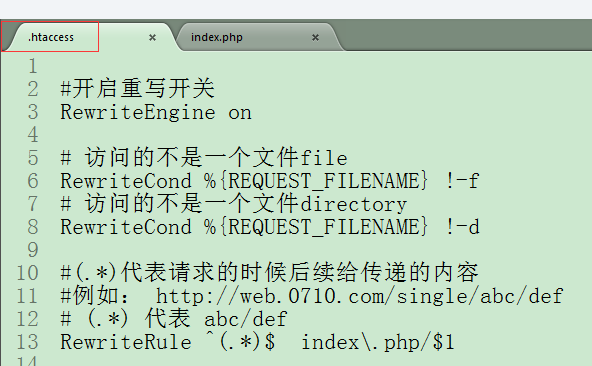 .htaccess × index.php ×
1
2 #开启重写开关
3 RewriteEngine on
4
5 # 访问的不是一个文件file
6 RewriteCond %{REQUEST_FILENAME} !-f
7 # 访问的不是一个文件directory
8 RewriteCond %{REQUEST_FILENAME} !-d
9
10 #(.*)代表请求的时候后续给传递的内容
11 #例如： http://web.0710.com/single/abc/def
12 # (.*) 代表 abc/def
13 RewriteRule ^(.*)$  index\.php/$1
14